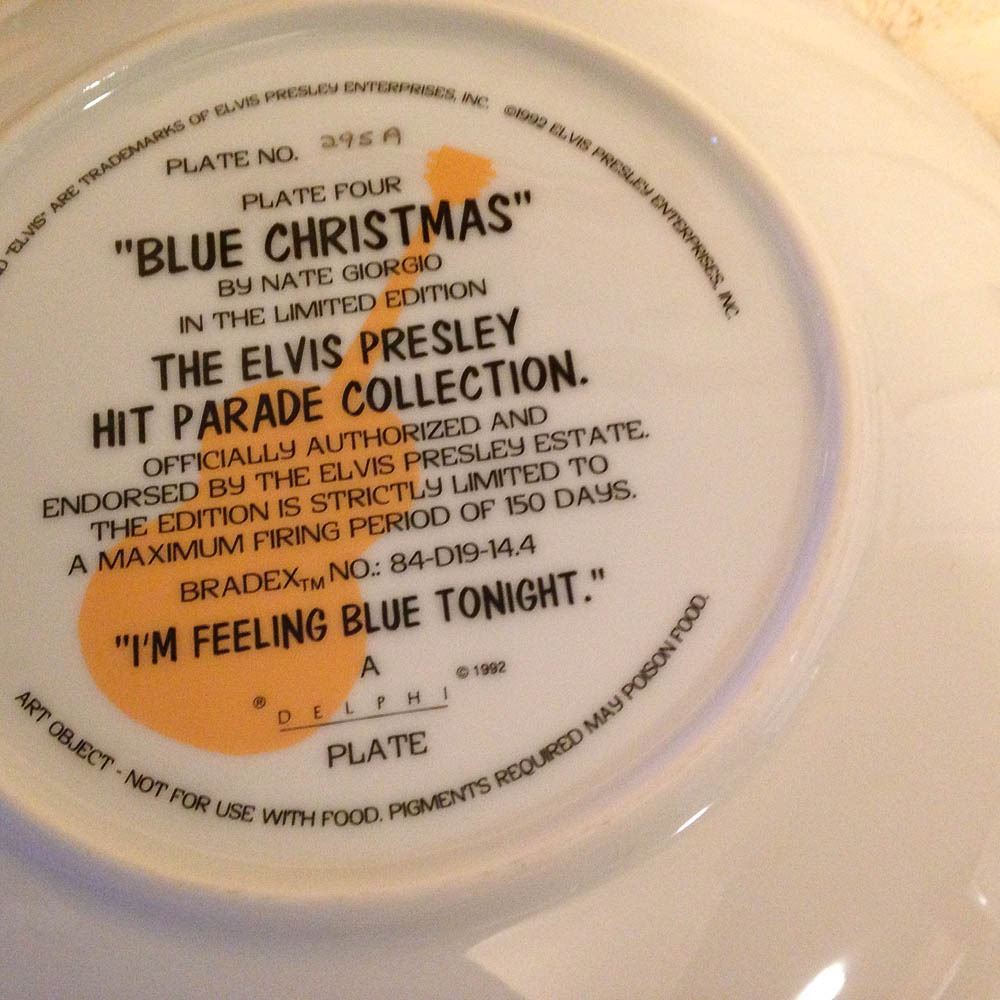 "ELVIS" ARE TRADEMARKS OF ELVIS PRESLEY ENTERPRISES, INC. ©1992 ELVIS PRESLEY ENTERPRISES, INC.
PLATE NO. 295A
PLATE FOUR
"BLUE CHRISTMAS"
BY NATE GIORGIO
IN THE LIMITED EDITION
THE ELVIS PRESLEY
HIT PARADE COLLECTION.
OFFICIALLY AUTHORIZED AND
ENDORSED BY THE ELVIS PRESLEY ESTATE.
THE EDITION IS STRICTLY LIMITED TO
A MAXIMUM FIRING PERIOD OF 150 DAYS.
BRADEX™ NO.: 84-D19-14.4
"I'M FEELING BLUE TONIGHT."
A
® DELPHI © 1992
PLATE
ART OBJECT - NOT FOR USE WITH FOOD. PIGMENTS REQUIRED MAY POISON FOOD.